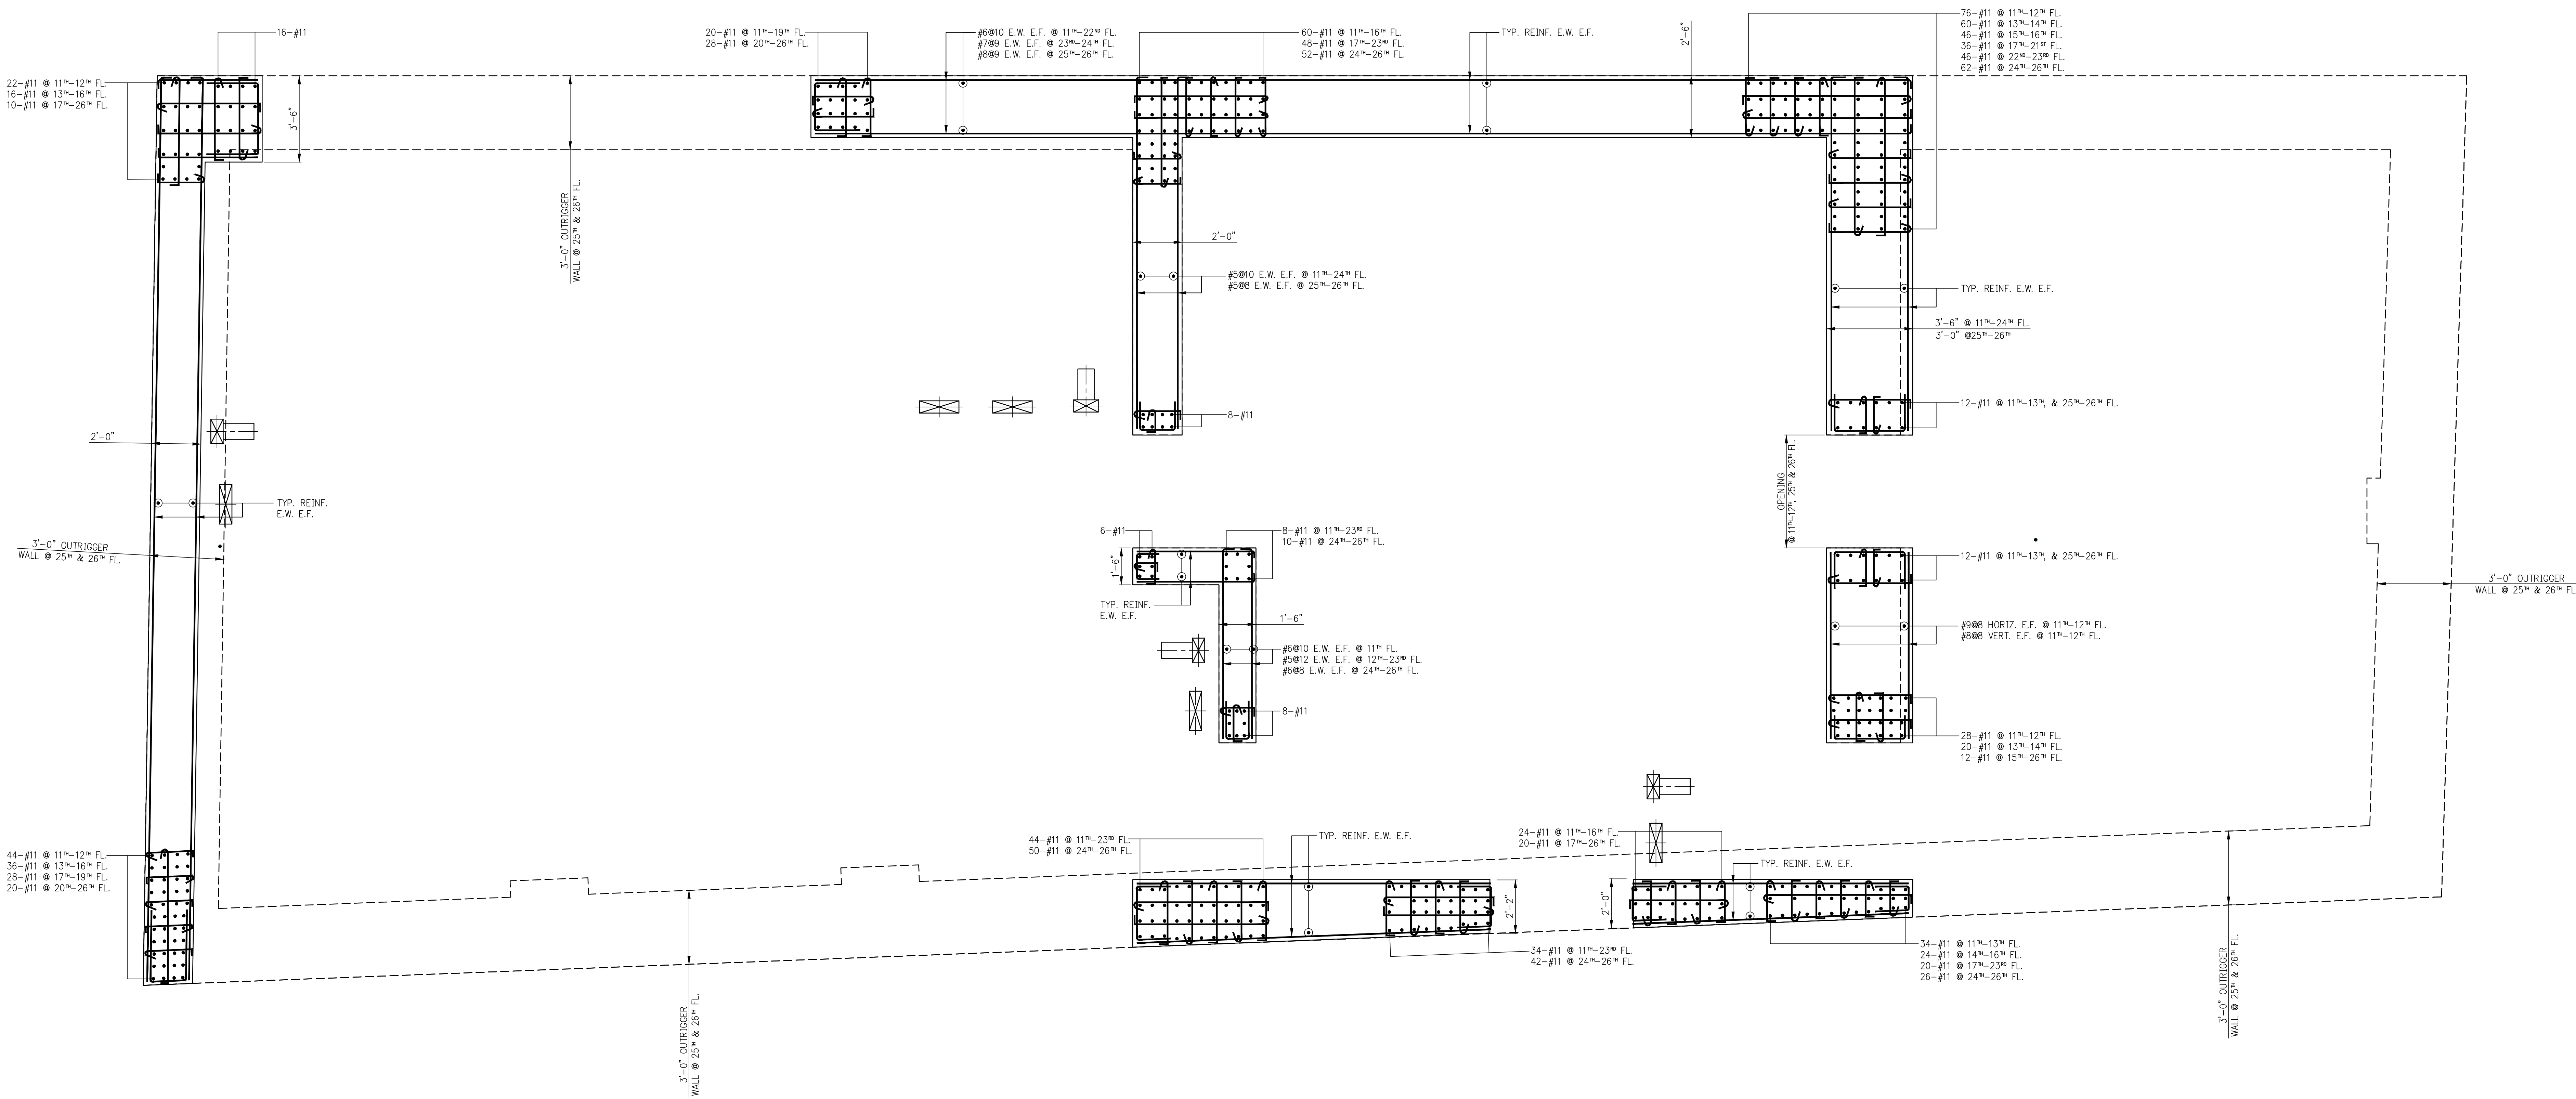 16-#11
22-#11 @ 11TH-12TH FL.
16-#11 @ 13TH-16TH FL.
10-#11 @ 17TH-26TH FL.
3'-6"
3'-0" OUTRIGGER
WALL @ 25TH & 26TH FL.
20-#11 @ 11TH-19TH FL.
28-#11 @ 20TH-26TH FL.
#6@10 E.W. E.F. @ 11TH-22ND FL.
#7@9 E.W. E.F. @ 23RD-24TH FL.
#8@9 E.W. E.F. @ 25TH-26TH FL.
60-#11 @ 11TH-16TH FL.
48-#11 @ 17TH-23RD FL.
52-#11 @ 24TH-26TH FL.
TYP. REINF. E.W. E.F.
2'-6"
76-#11 @ 11TH-12TH FL.
60-#11 @ 13TH-14TH FL.
46-#11 @ 15TH-16TH FL.
36-#11 @ 17TH-21ST FL.
46-#11 @ 22ND-23RD FL.
62-#11 @ 24TH-26TH FL.
2'-0"
#5@10 E.W. E.F. @ 11TH-24TH FL.
#5@8 E.W. E.F. @ 25TH-26TH FL.
TYP. REINF. E.W. E.F.
3'-6" @ 11TH-24TH FL.
3'-0" @25TH-26TH
8-#11
12-#11 @ 11TH-13TH, & 25TH-26TH FL.
2'-0"
OPENING
@ 11TH-12TH, 25TH & 26TH FL.
TYP. REINF.
E.W. E.F.
3'-0" OUTRIGGER
WALL @ 25TH & 26TH FL.
6-#11
8-#11 @ 11TH-23RD FL.
10-#11 @ 24TH-26TH FL.
1'-6"
12-#11 @ 11TH-13TH, & 25TH-26TH FL.
3'-0" OUTRIGGER
WALL @ 25TH & 26TH FL
TYP. REINF.
E.W. E.F.
1'-6"
#9@8 HORIZ. E.F. @ 11TH-12TH FL.
#8@8 VERT. E.F. @ 11TH-12TH FL.
#6@10 E.W. E.F. @ 11TH FL.
#5@12 E.W. E.F. @ 12TH-23RD FL.
#6@8 E.W. E.F. @ 24TH-26TH FL.
8-#11
28-#11 @ 11TH-12TH FL.
20-#11 @ 13TH-14TH FL.
12-#11 @ 15TH-26TH FL.
44-#11 @ 11TH-12TH FL.
36-#11 @ 13TH-16TH FL.
28-#11 @ 17TH-19TH FL.
20-#11 @ 20TH-26TH FL.
44-#11 @ 11TH-23RD FL.
50-#11 @ 24TH-26TH FL.
TYP. REINF. E.W. E.F.
24-#11 @ 11TH-16TH FL.
20-#11 @ 17TH-26TH FL.
TYP. REINF. E.W. E.F.
2'-2"
2'-0"
34-#11 @ 11TH-23RD FL.
42-#11 @ 24TH-26TH FL.
34-#11 @ 11TH-13TH FL.
24-#11 @ 14TH-16TH FL.
20-#11 @ 17TH-23RD FL.
26-#11 @ 24TH-26TH FL.
3'-0" OUTRIGGER
WALL @ 25TH & 26TH FL.
3'-0" OUTRIGGER
WALL @ 25TH & 26TH FL.